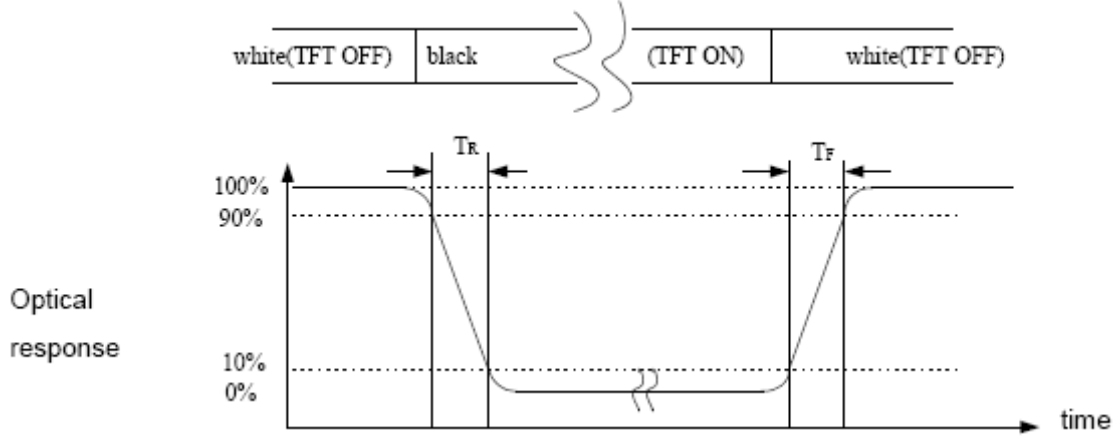 white(TFT OFF) black (TFT ON) white(TFT OFF)
TR TF
100%
90%
Optical
response
10%
0%
time